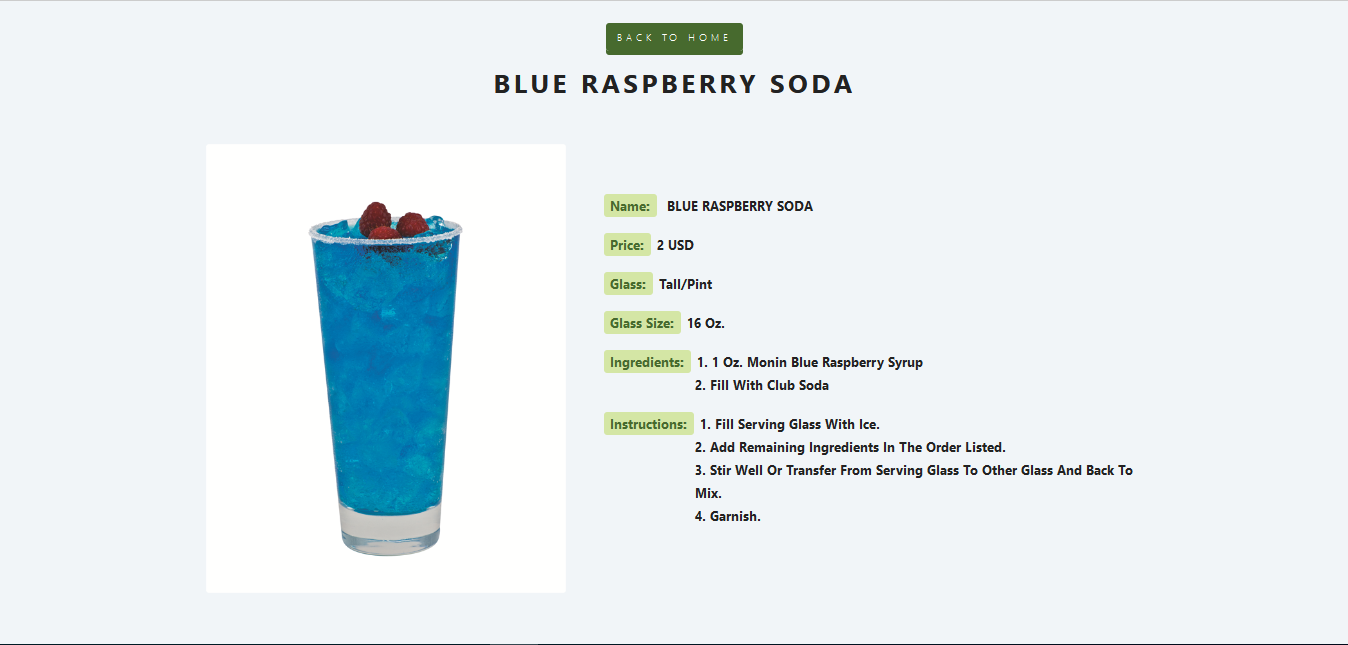 BACK TO HOME
BLUE RASPBERRY SODA
Name: BLUE RASPBERRY SODA
Price: 2 USD
Glass: Tall/Pint
Glass Size: 16 Oz.
Ingredients: 1. 1 Oz. Monin Blue Raspberry Syrup
2. Fill With Club Soda
Instructions: 1. Fill Serving Glass With Ice.
2. Add Remaining Ingredients In The Order Listed.
3. Stir Well Or Transfer From Serving Glass To Other Glass And Back To
Mix.
4. Garnish.